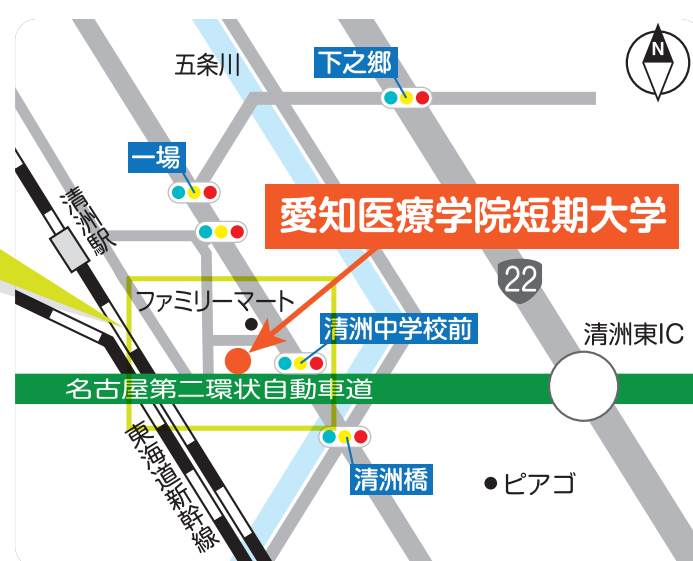 五条川
下之郷
N
一場
清洲駅
愛知医療学院短期大学
22
ファミリーマート
清洲中学校前
清洲東IC
名古屋第二環状自動車道
東海道新幹線
清洲橋
ピアゴ